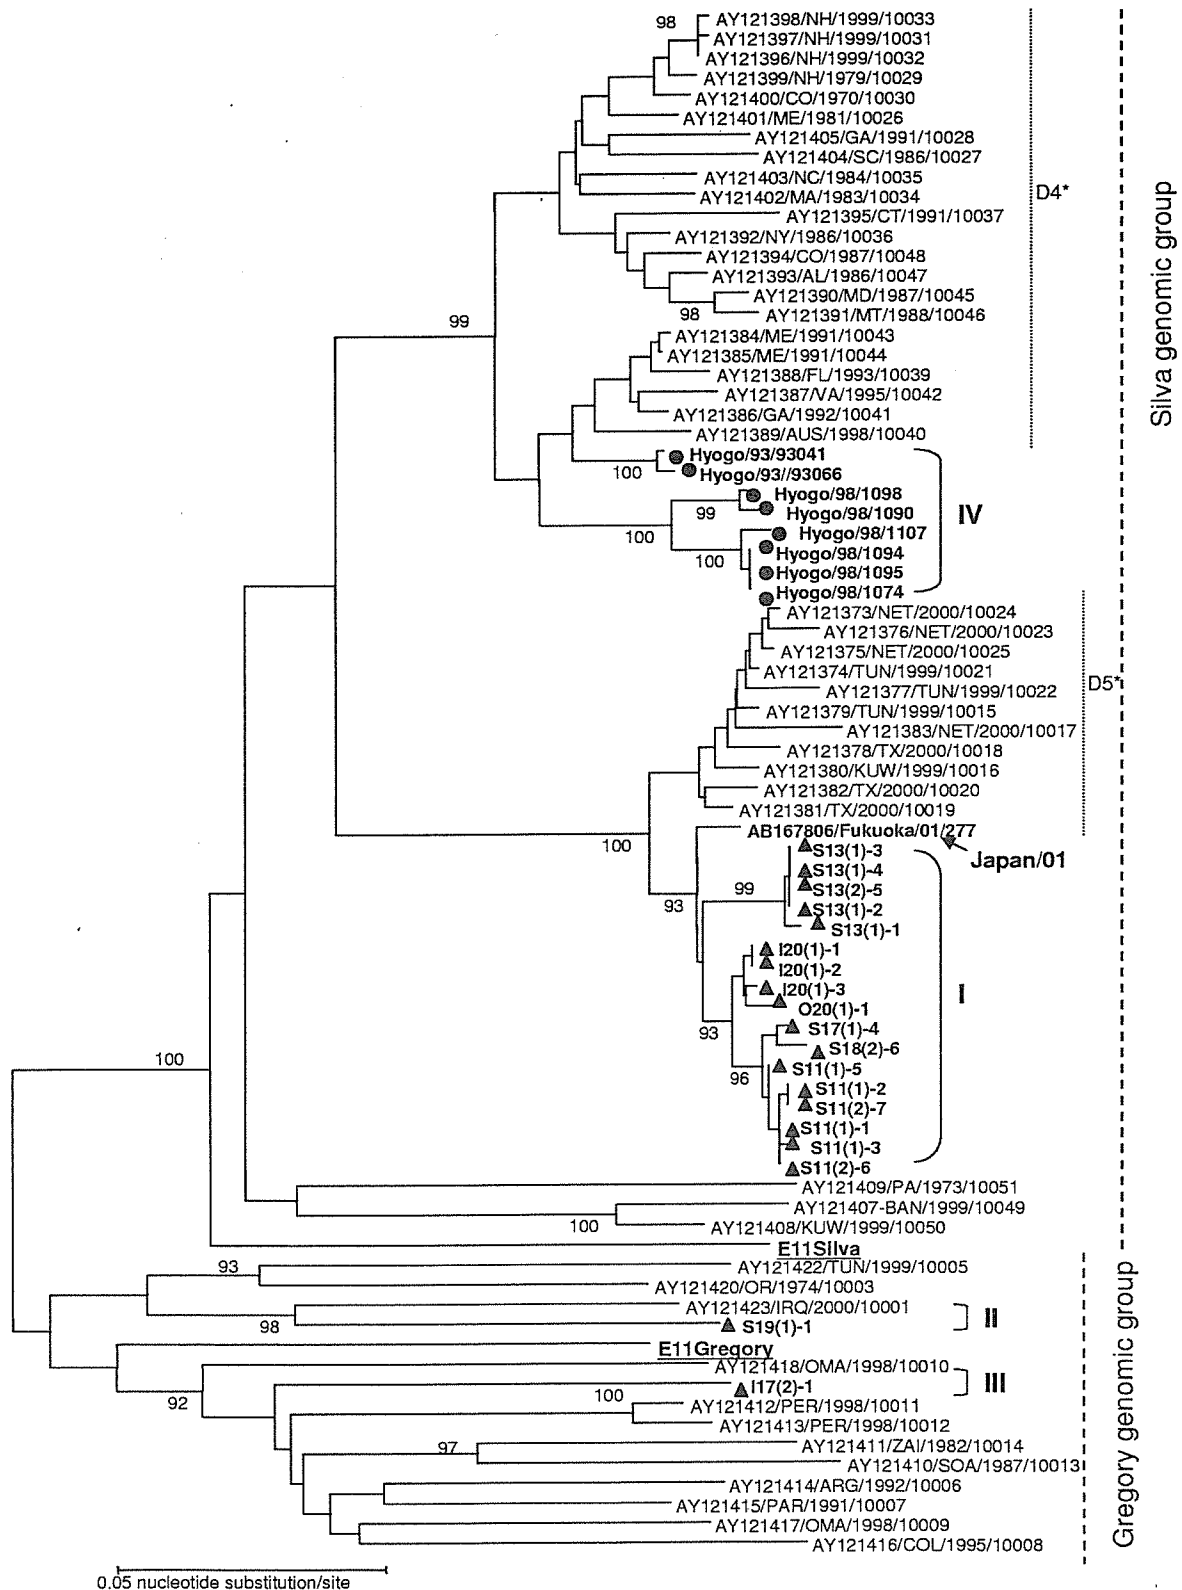 98
AY121398/NH/1999/10033
AY121397/NH/1999/10031
AY121396/NH/1999/10032
AY121399/NH/1979/10029
AY121400/CO/1970/10030
AY121401/ME/1981/10026
AY121405/GA/1991/10028
AY121404/SC/1986/10027
AY121403/NC/1984/10035
AY121402/MA/1983/10034
D4*
AY121395/CT/1991/10037
AY121392/NY/1986/10036
AY121394/CO/1987/10048
AY121393/AL/1986/10047
AY121390/MD/1987/10045
98
AY121391/MT/1988/10046
99
AY121384/ME/1991/10043
AY121385/ME/1991/10044
AY121388/FL/1993/10039
AY121387/VA/1995/10042
AY121386/GA/1992/10041
AY121389/AUS/1998/10040
Silva genomic group
Hyogo/93/93041
100
Hyogo/93//93066
Hyogo/98/1098
99
Hyogo/98/1090
IV
100
Hyogo/98/1107
100
Hyogo/98/1094
Hyogo/98/1095
Hyogo/98/1074
AY121373/NET/2000/10024
AY121376/NET/2000/10023
AY121375/NET/2000/10025
AY121374/TUN/1999/10021
D5*
AY121377/TUN/1999/10022
AY121379/TUN/1999/10015
AY121383/NET/2000/10017
AY121378/TX/2000/10018
AY121380/KUW/1999/10016
AY121382/TX/2000/10020
AY121381/TX/2000/10019
100
AB167806/Fukuoka/01/277
Japan/01
S13(1)-3
S13(1)-4
99
S13(2)-5
93
S13(1)-2
S13(1)-1
I20(1)-1
I20(1)-2
I20(1)-3
I
O20(1)-1
93
S17(1)-4
S18(2)-6
96
S11(1)-5
S11(1)-2
S11(2)-7
S11(1)-1
S11(1)-3
S11(2)-6
100
AY121409/PA/1973/10051
AY121407-BAN/1999/10049
100
AY121408/KUW/1999/10050
E11Silva
93
AY121422/TUN/1999/10005
AY121420/OR/1974/10003
AY121423/IRQ/2000/10001
98
S19(1)-1
II
E11Gregory
AY121418/OMA/1998/10010
92
I17(2)-1
III
100
AY121412/PER/1998/10011
AY121413/PER/1998/10012
97
AY121411/ZAI/1982/10014
AY121410/SOA/1987/10013
AY121414/ARG/1992/10006
AY121415/PAR/1991/10007
AY121417/OMA/1998/10009
AY121416/COL/1995/10008
Gregory genomic group
0.05 nucleotide substitution/site